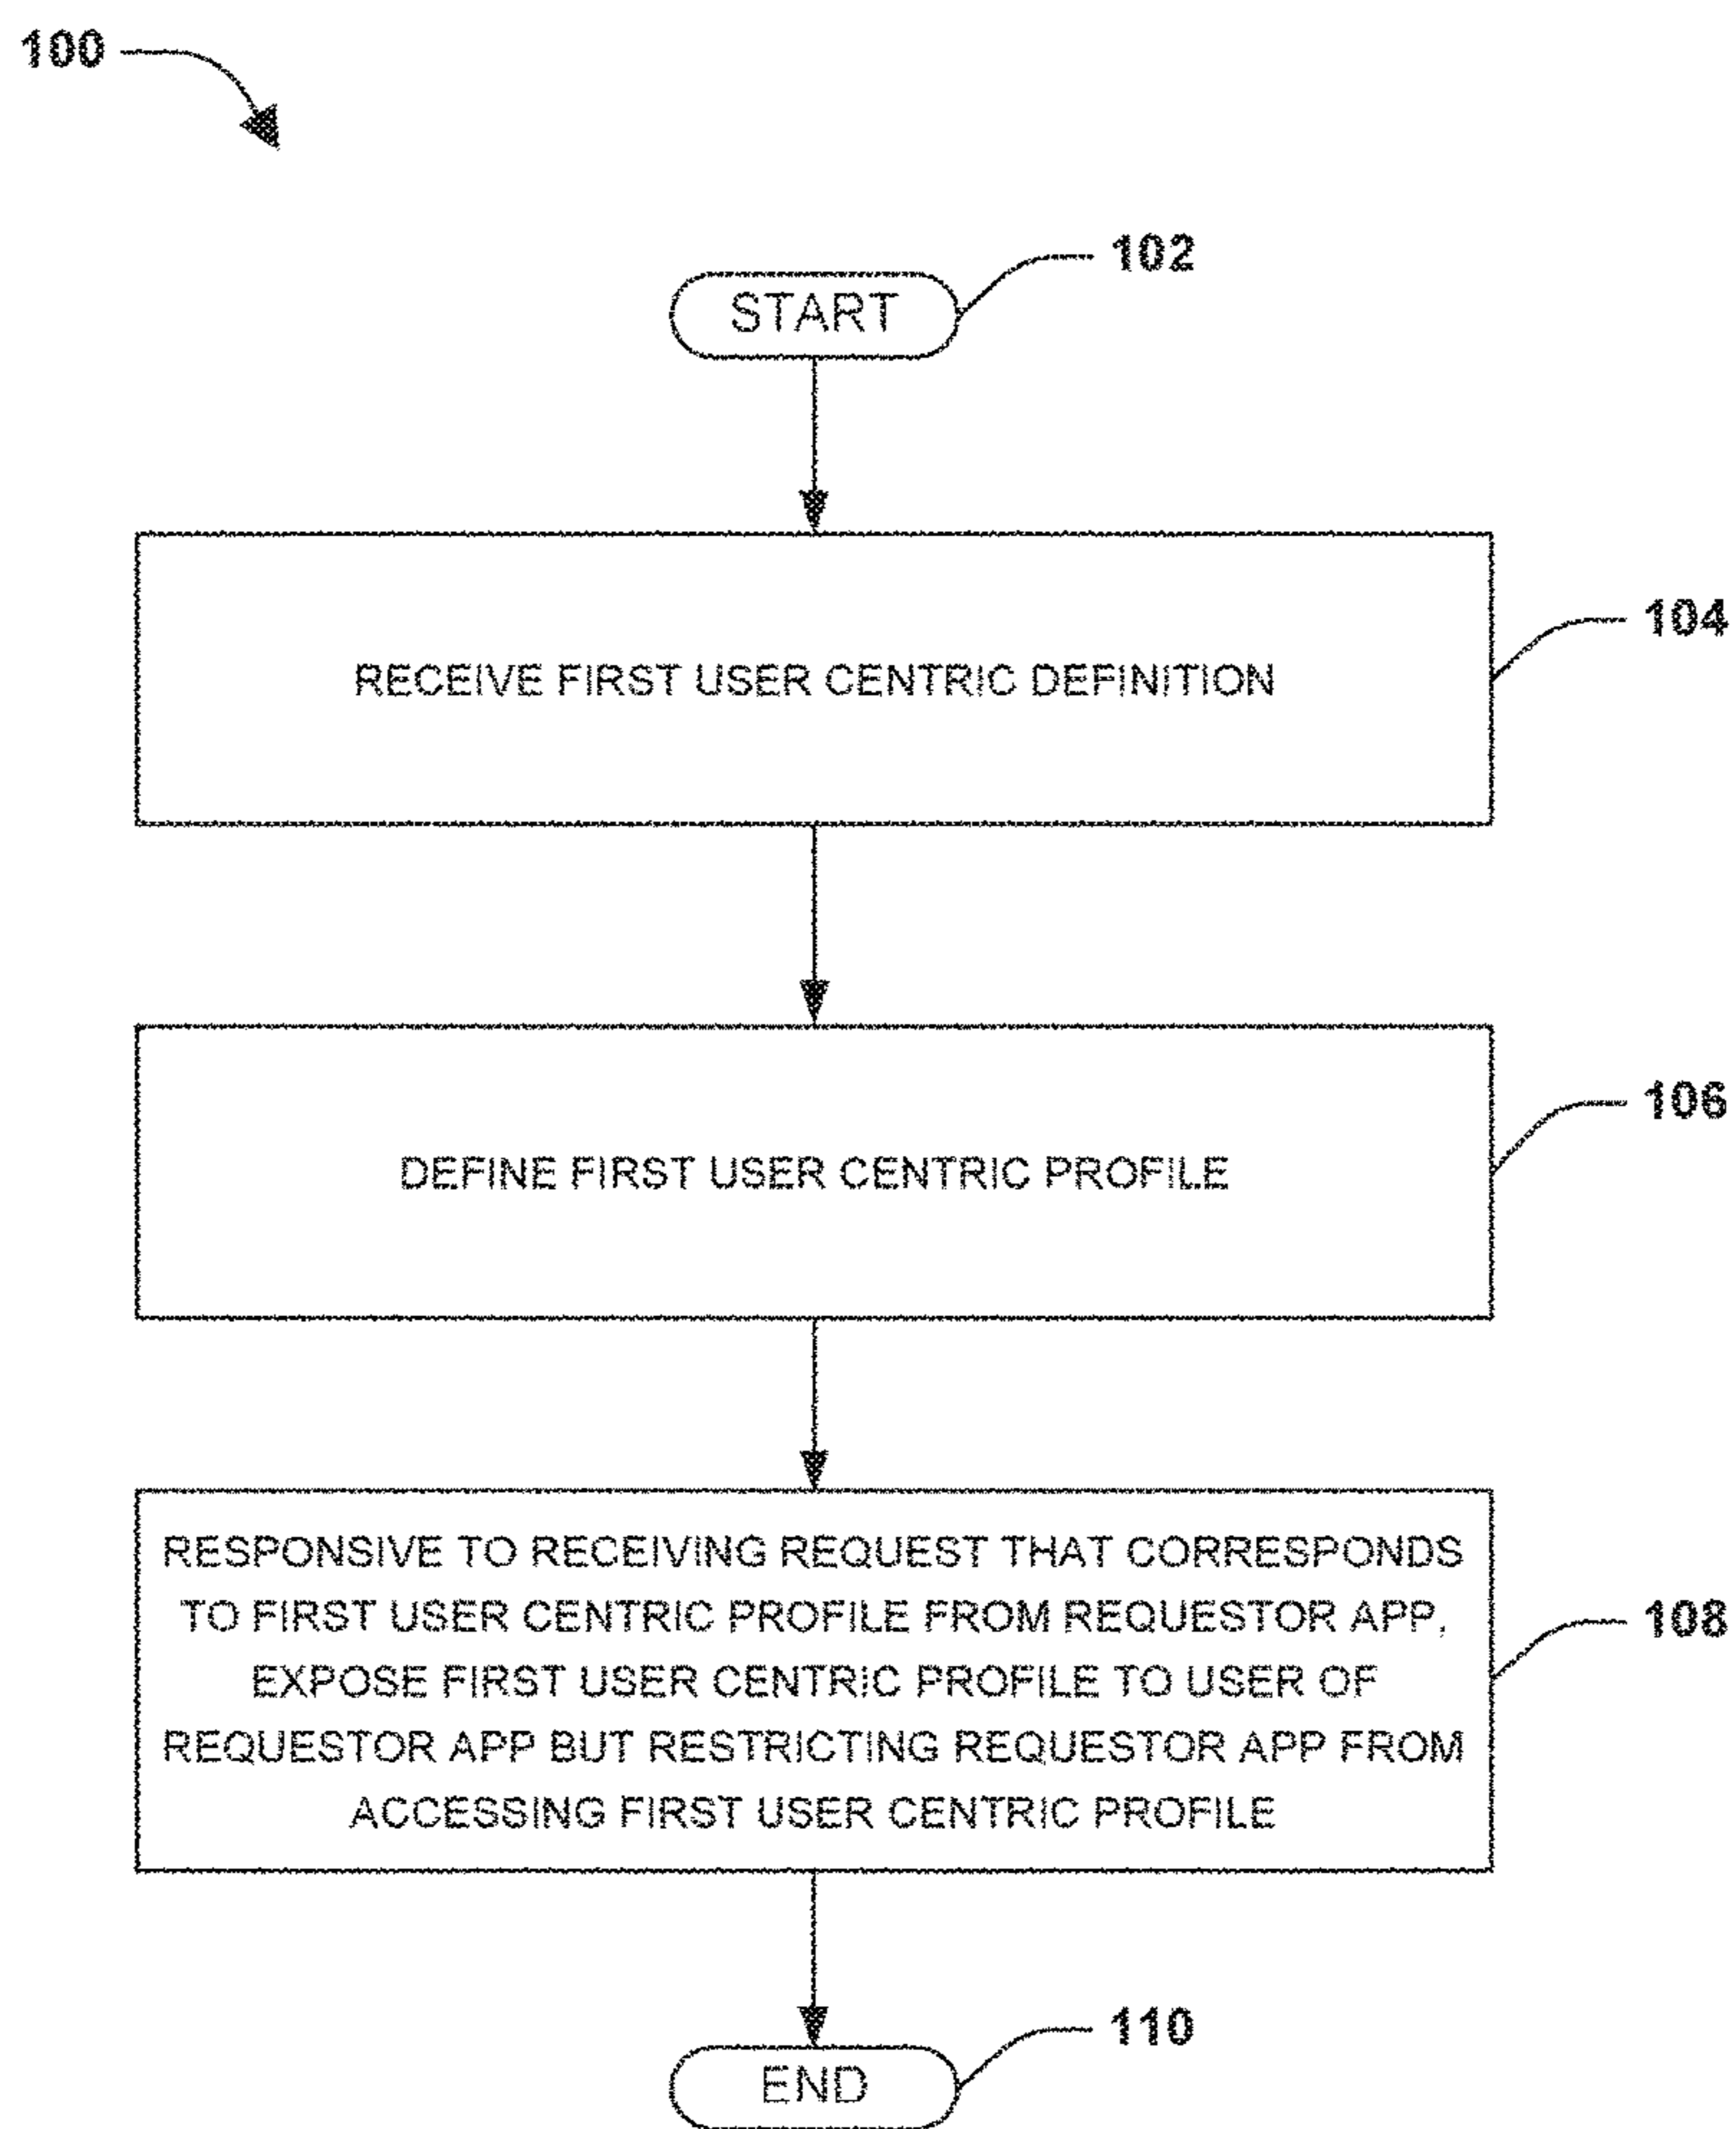 100
102
START
104
RECEIVE FIRST USER CENTRIC DEFINITION
106
DEFINE FIRST USER CENTRIC PROFILE
RESPONSIVE TO RECEIVING REQUEST THAT CORRESPONDS
TO FIRST USER CENTRIC PROFILE FROM REQUESTOR APP,
108
EXPOSE FIRST USER CENTRIC PROFILE TO USER OF
REQUESTOR APP BUT RESTRICTING REQUESTOR APP FROM
ACCESSING FIRST USER CENTRIC PROFILE
110
END